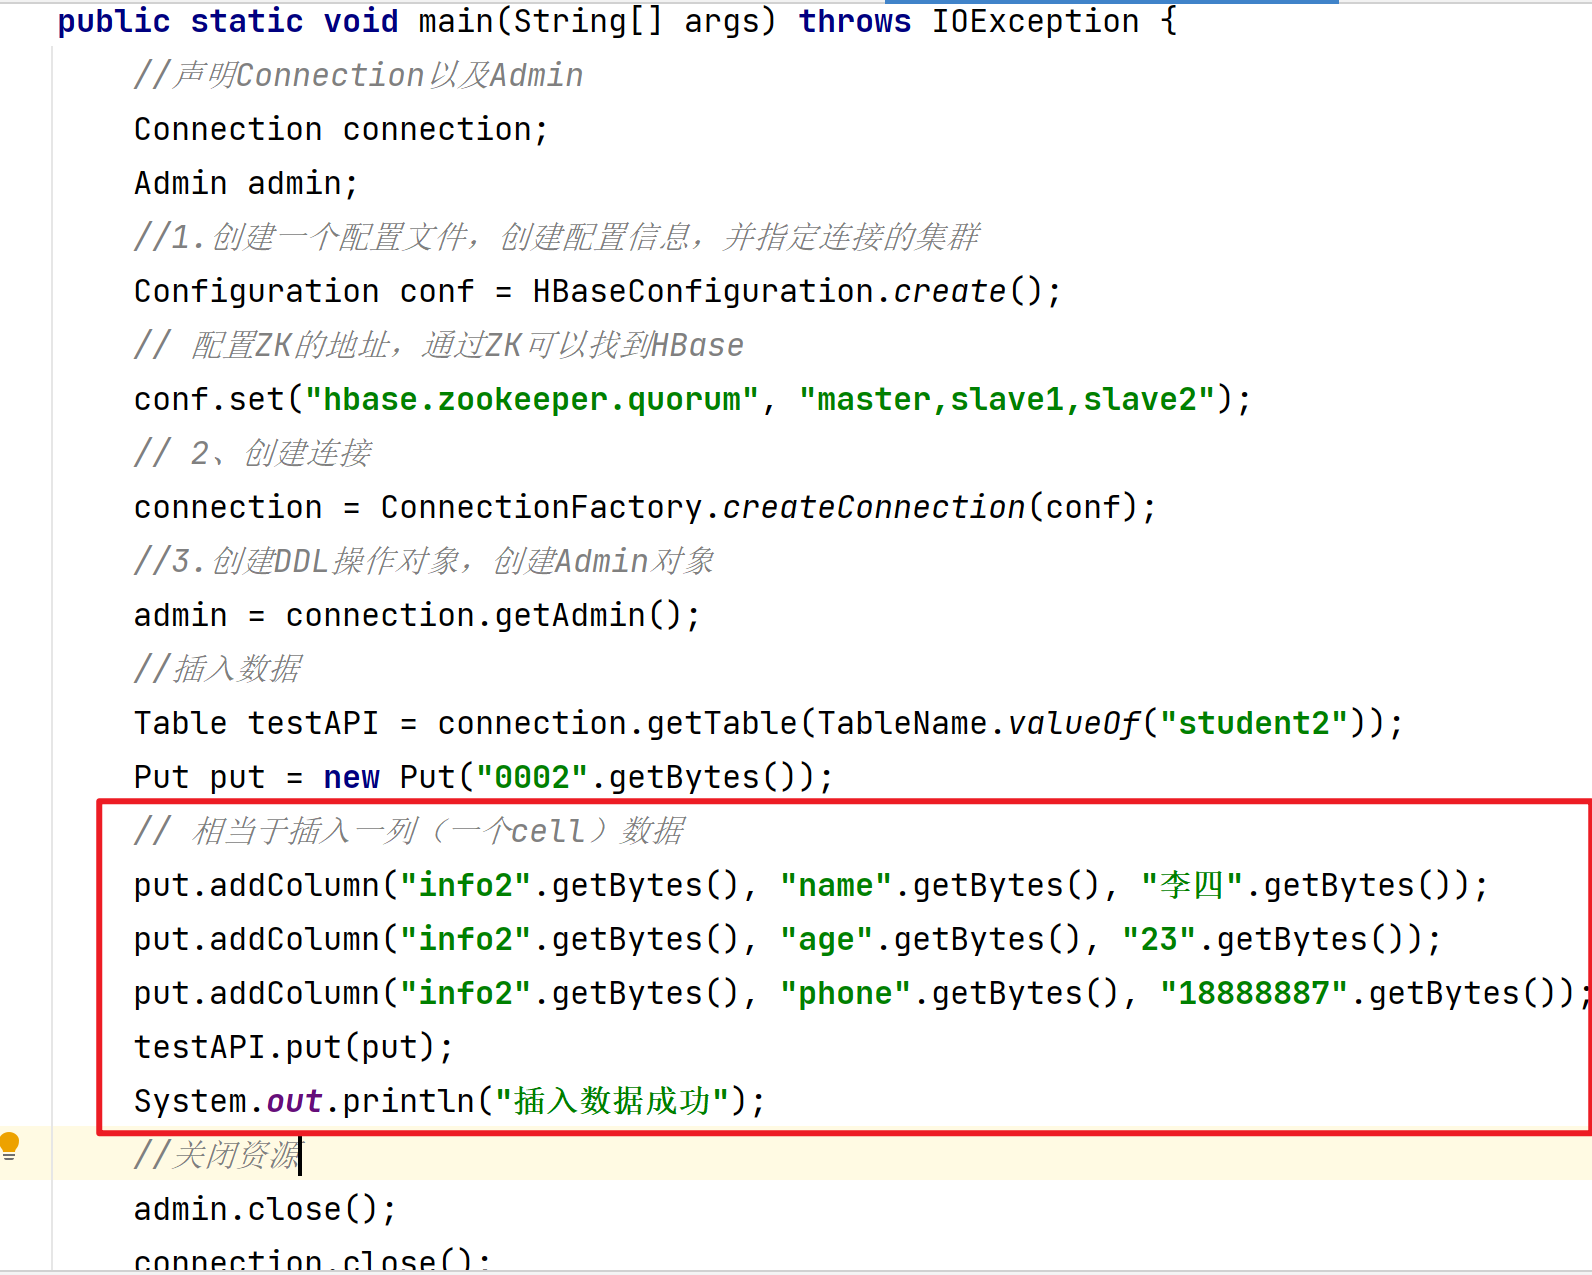 public static void main(String[] args) throws IOException {
//声明Connection以及Admin
Connection connection;
Admin admin;
//1.创建一个配置文件，创建配置信息，并指定连接的集群
Configuration conf = HBaseConfiguration.create();
// 配置ZK的地址，通过ZK可以找到HBase
conf.set("hbase.zookeeper.quorum", "master,slave1,slave2");
// 2、创建连接
connection = ConnectionFactory.createConnection(conf);
//3.创建DDL操作对象，创建Admin对象
admin = connection.getAdmin();
//插入数据
Table testAPI = connection.getTable(TableName.valueOf("student2"));
Put put = new Put("0002".getBytes());
// 相当于插入一列（一个cell）数据
put.addColumn("info2".getBytes(), "name".getBytes(), "李四".getBytes());
put.addColumn("info2".getBytes(), "age".getBytes(), "23".getBytes());
put.addColumn("info2".getBytes(), "phone".getBytes(), "18888887".getBytes());
testAPI.put(put);
System.out.println("插入数据成功");
//关闭资源
admin.close();
connection.close();